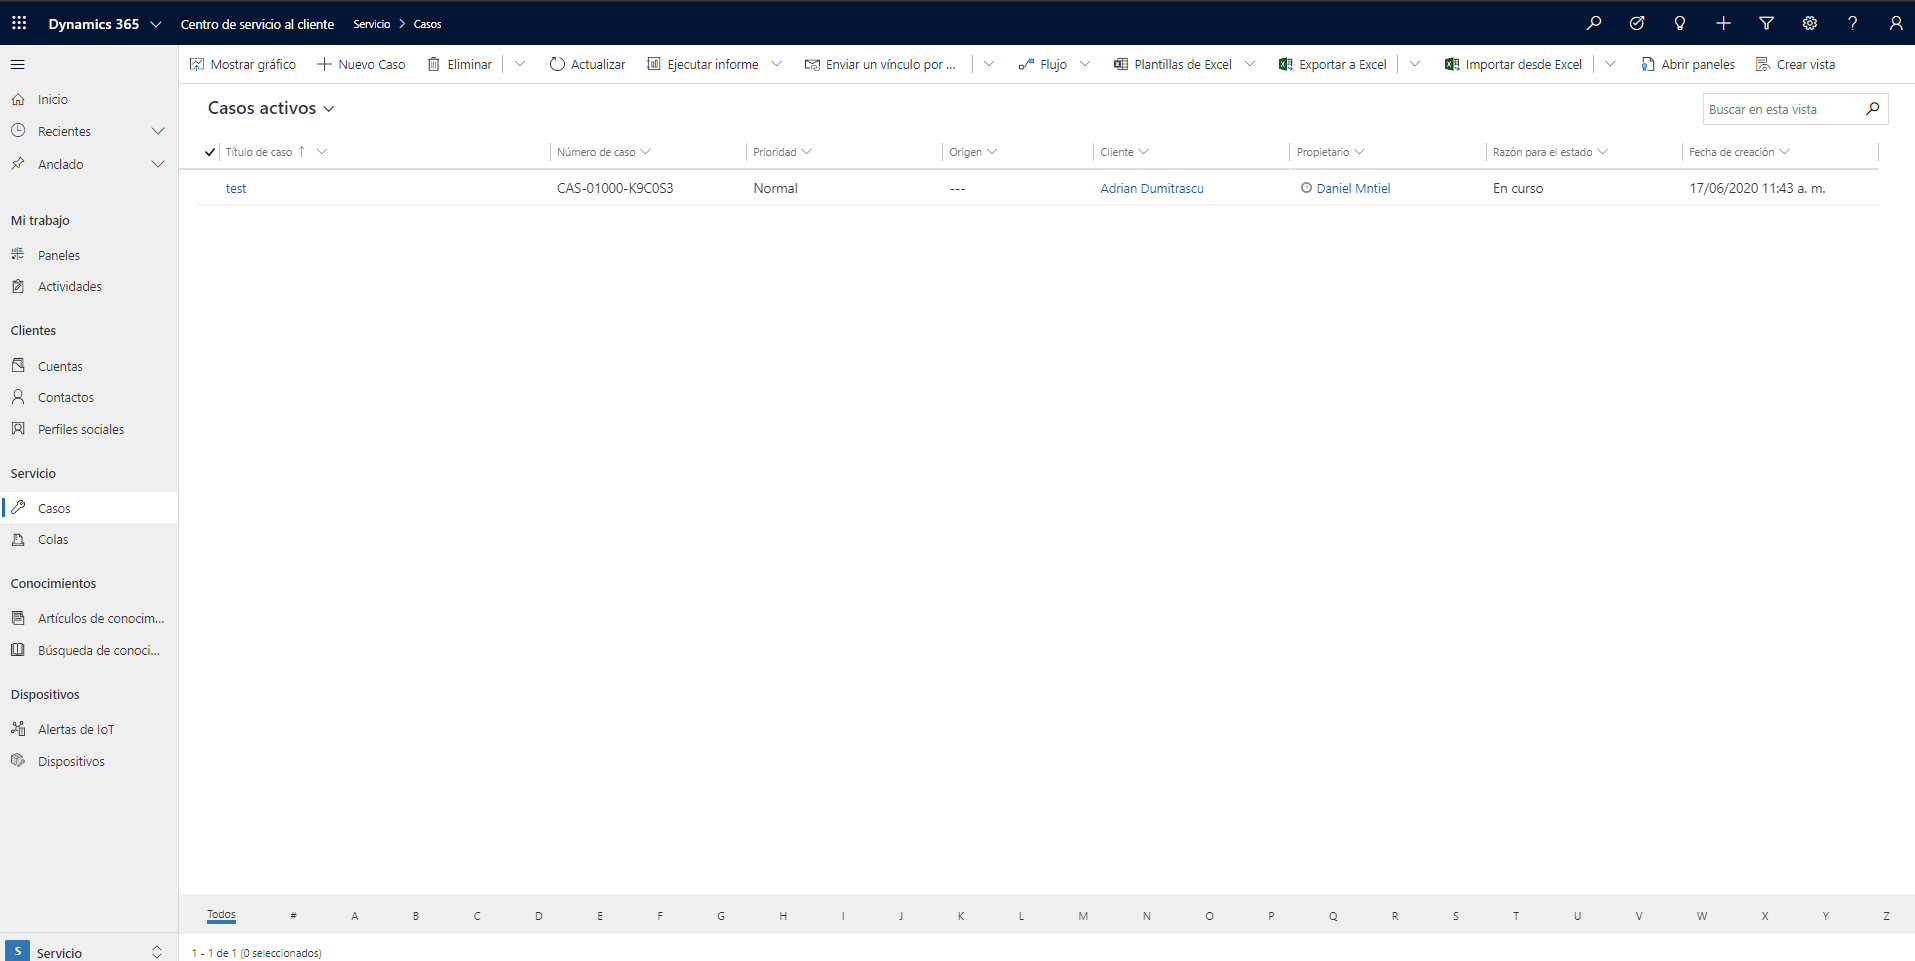 Dynamics 365 Centro de servicio al cliente Servicio > Casos
Mostrar gráfico Nuevo Caso Eliminar Actualizar Ejecutar informe Enviar un vínculo por ... Flujo Plantillas de Excel Exportar a Excel Importar desde Excel Abrir paneles Crear vista
Inicio
Recientes
Anclado
Mi trabajo
Paneles
Actividades
Clientes
Cuentas
Contactos
Perfiles sociales
Servicio
Casos
Colas
Conocimientos
Artículos de conocim...
Búsqueda de conoci...
Dispositivos
Alertas de IoT
Dispositivos
S Servicio
Casos activos
Buscar en esta vista
Título de caso ↑ Número de caso Prioridad Origen Cliente Propietario Razón para el estado Fecha de creación
test CAS-01000-K9C0S3 Normal --- Adrian Dumitrascu Daniel Mntiel En curso 17/06/2020 11:43 a. m.
Todos # A B C D E F G H I J K L M N O P Q R S T U V W X Y Z
1 - 1 de 1 (0 seleccionados)